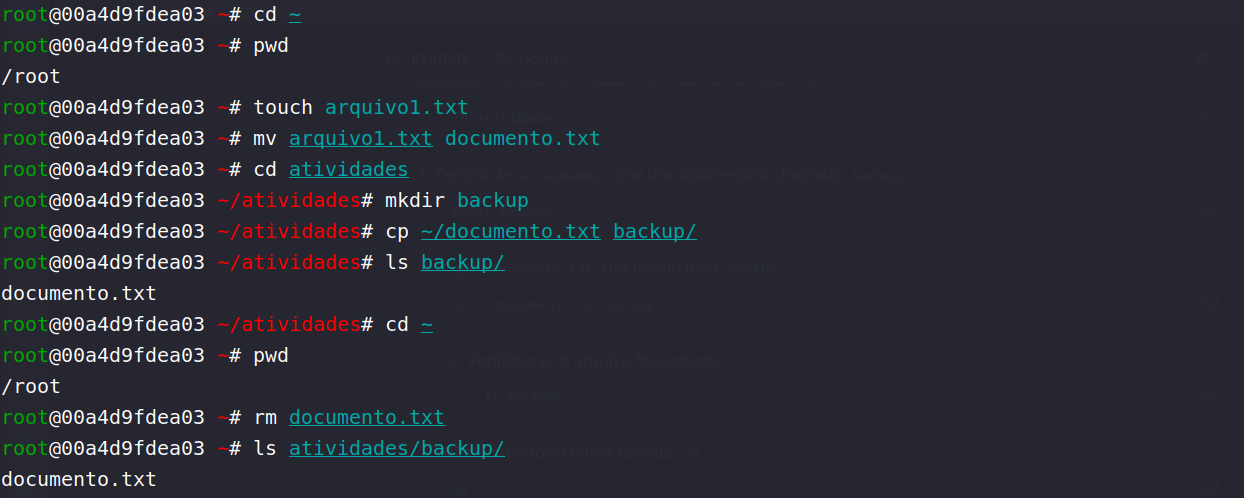 root@00a4d9fdea03 ~# cd ~
root@00a4d9fdea03 ~# pwd
/root
root@00a4d9fdea03 ~# touch arquivo1.txt
root@00a4d9fdea03 ~# mv arquivo1.txt documento.txt
root@00a4d9fdea03 ~# cd atividades
root@00a4d9fdea03 ~/atividades# mkdir backup
root@00a4d9fdea03 ~/atividades# cp ~/documento.txt backup/
root@00a4d9fdea03 ~/atividades# ls backup/
documento.txt
root@00a4d9fdea03 ~/atividades# cd ~
root@00a4d9fdea03 ~# pwd
/root
root@00a4d9fdea03 ~# rm documento.txt
root@00a4d9fdea03 ~# ls atividades/backup/
documento.txt